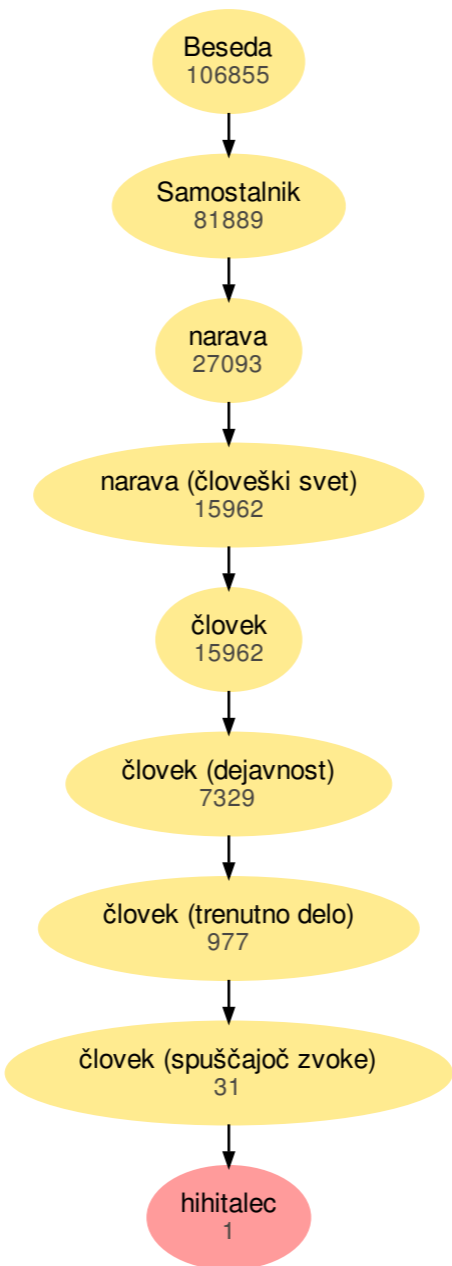 Beseda
106855
Samostalnik
81889
narava
27093
narava (človeški svet)
15962
človek
15962
človek (dejavnost)
7329
človek (trenutno delo)
977
človek (spuščajoč zvoke)
31
hihitalec
1